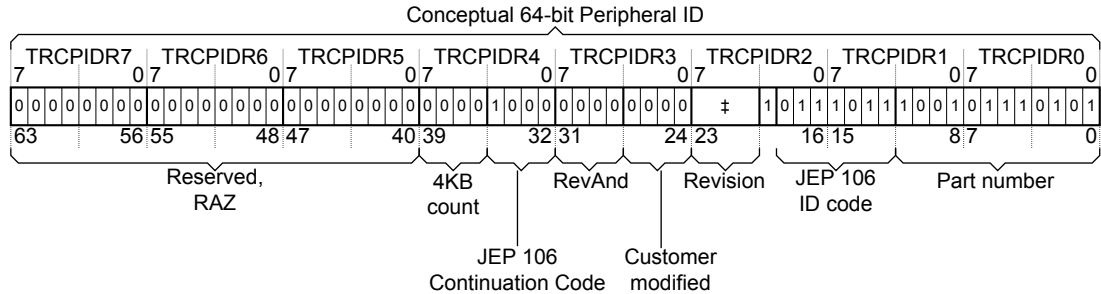 Conceptual 64-bit Peripheral ID
TRCPIDR7 TRCPIDR6 TRCPIDR5 TRCPIDR4 TRCPIDR3 TRCPIDR2 TRCPIDR1 TRCPIDR0
7 0 7 0 7 0 7 0 7 0 7 0 7 0 7 0
0 0 0 0 0 0 0 0 0 0 0 0 0 0 0 0 0 0 0 0 0 0 0 0 0 0 0 0 1 0 0 0 0 0 0 0 0 0 0 0 ‡ 1 0 1 1 1 0 1 1 1 0 0 1 0 1 1 1 0 1 0 1
63 56 55 48 47 40 39 32 31 24 23 16 15 8 7 0
Reserved,
RAZ
4KB
count
RevAnd
Revision
JEP 106
ID code
Part number
JEP 106
Continuation Code
Customer
modified